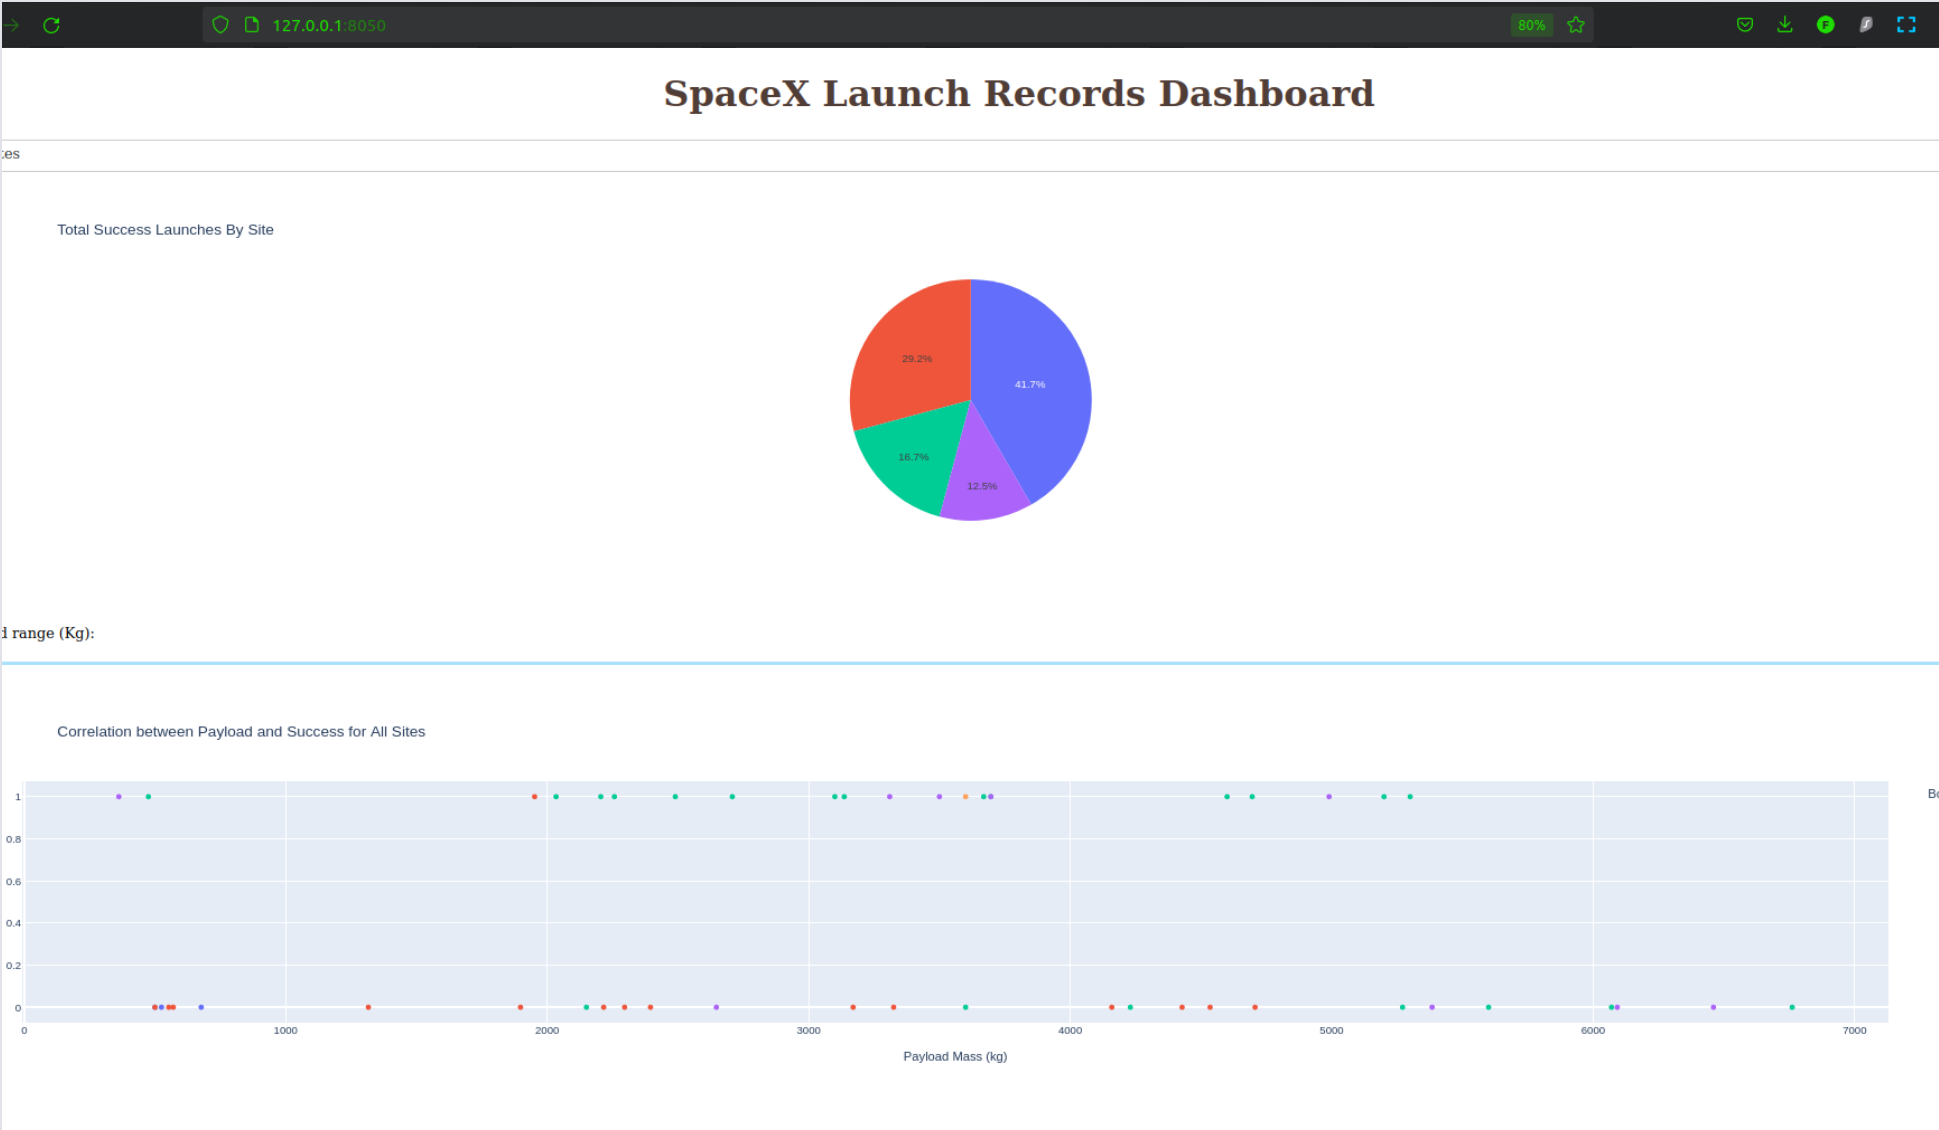 127.0.0.1:8050 80%
SpaceX Launch Records Dashboard
tes
Total Success Launches By Site
29.2%
41.7%
16.7%
12.5%
d range (Kg):
Correlation between Payload and Success for All Sites
1
0.8
0.6
0.4
0.2
0
0 1000 2000 3000 4000 5000 6000 7000
Payload Mass (kg)